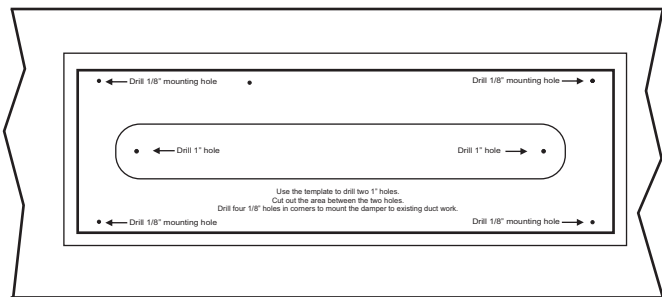 Drill 1/8" mounting hole
Drill 1/8" mounting hole
Drill 1" hole
Drill 1" hole
Use the template to drill two 1" holes.
Cut out the area between the two holes.
Drill four 1/8" holes in corners to mount the damper to existing duct work.
Drill 1/8" mounting hole
Drill 1/8" mounting hole